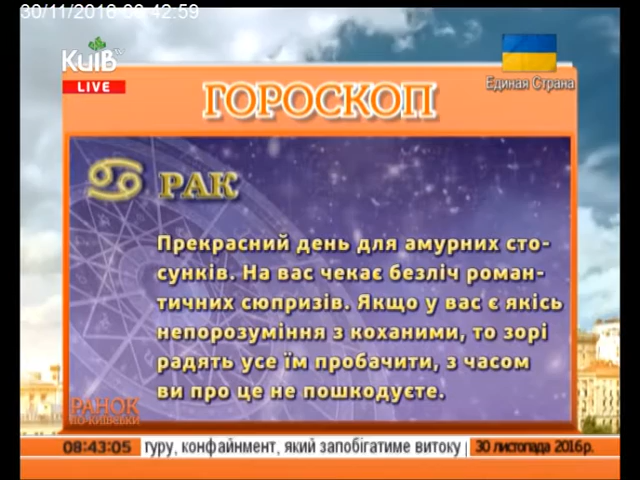 30/11/2016 08:42:59
Київ TV
LIVE
Единая Страна
ГОРОСКОП
РАК
Прекрасний день для амурних сто-
сунків. На вас чекає безліч роман-
тичних сюпризів. Якщо у вас є якісь
непорозуміння з коханими, то зорі
радять усе їм пробачити, з часом
ви про це не пошкодуєте.
РАНОК
ПО-КИЇВСЬКИ
08:43:05 гуру, конфайнмент, який запобігатиме витоку 30 листопада 2016р.